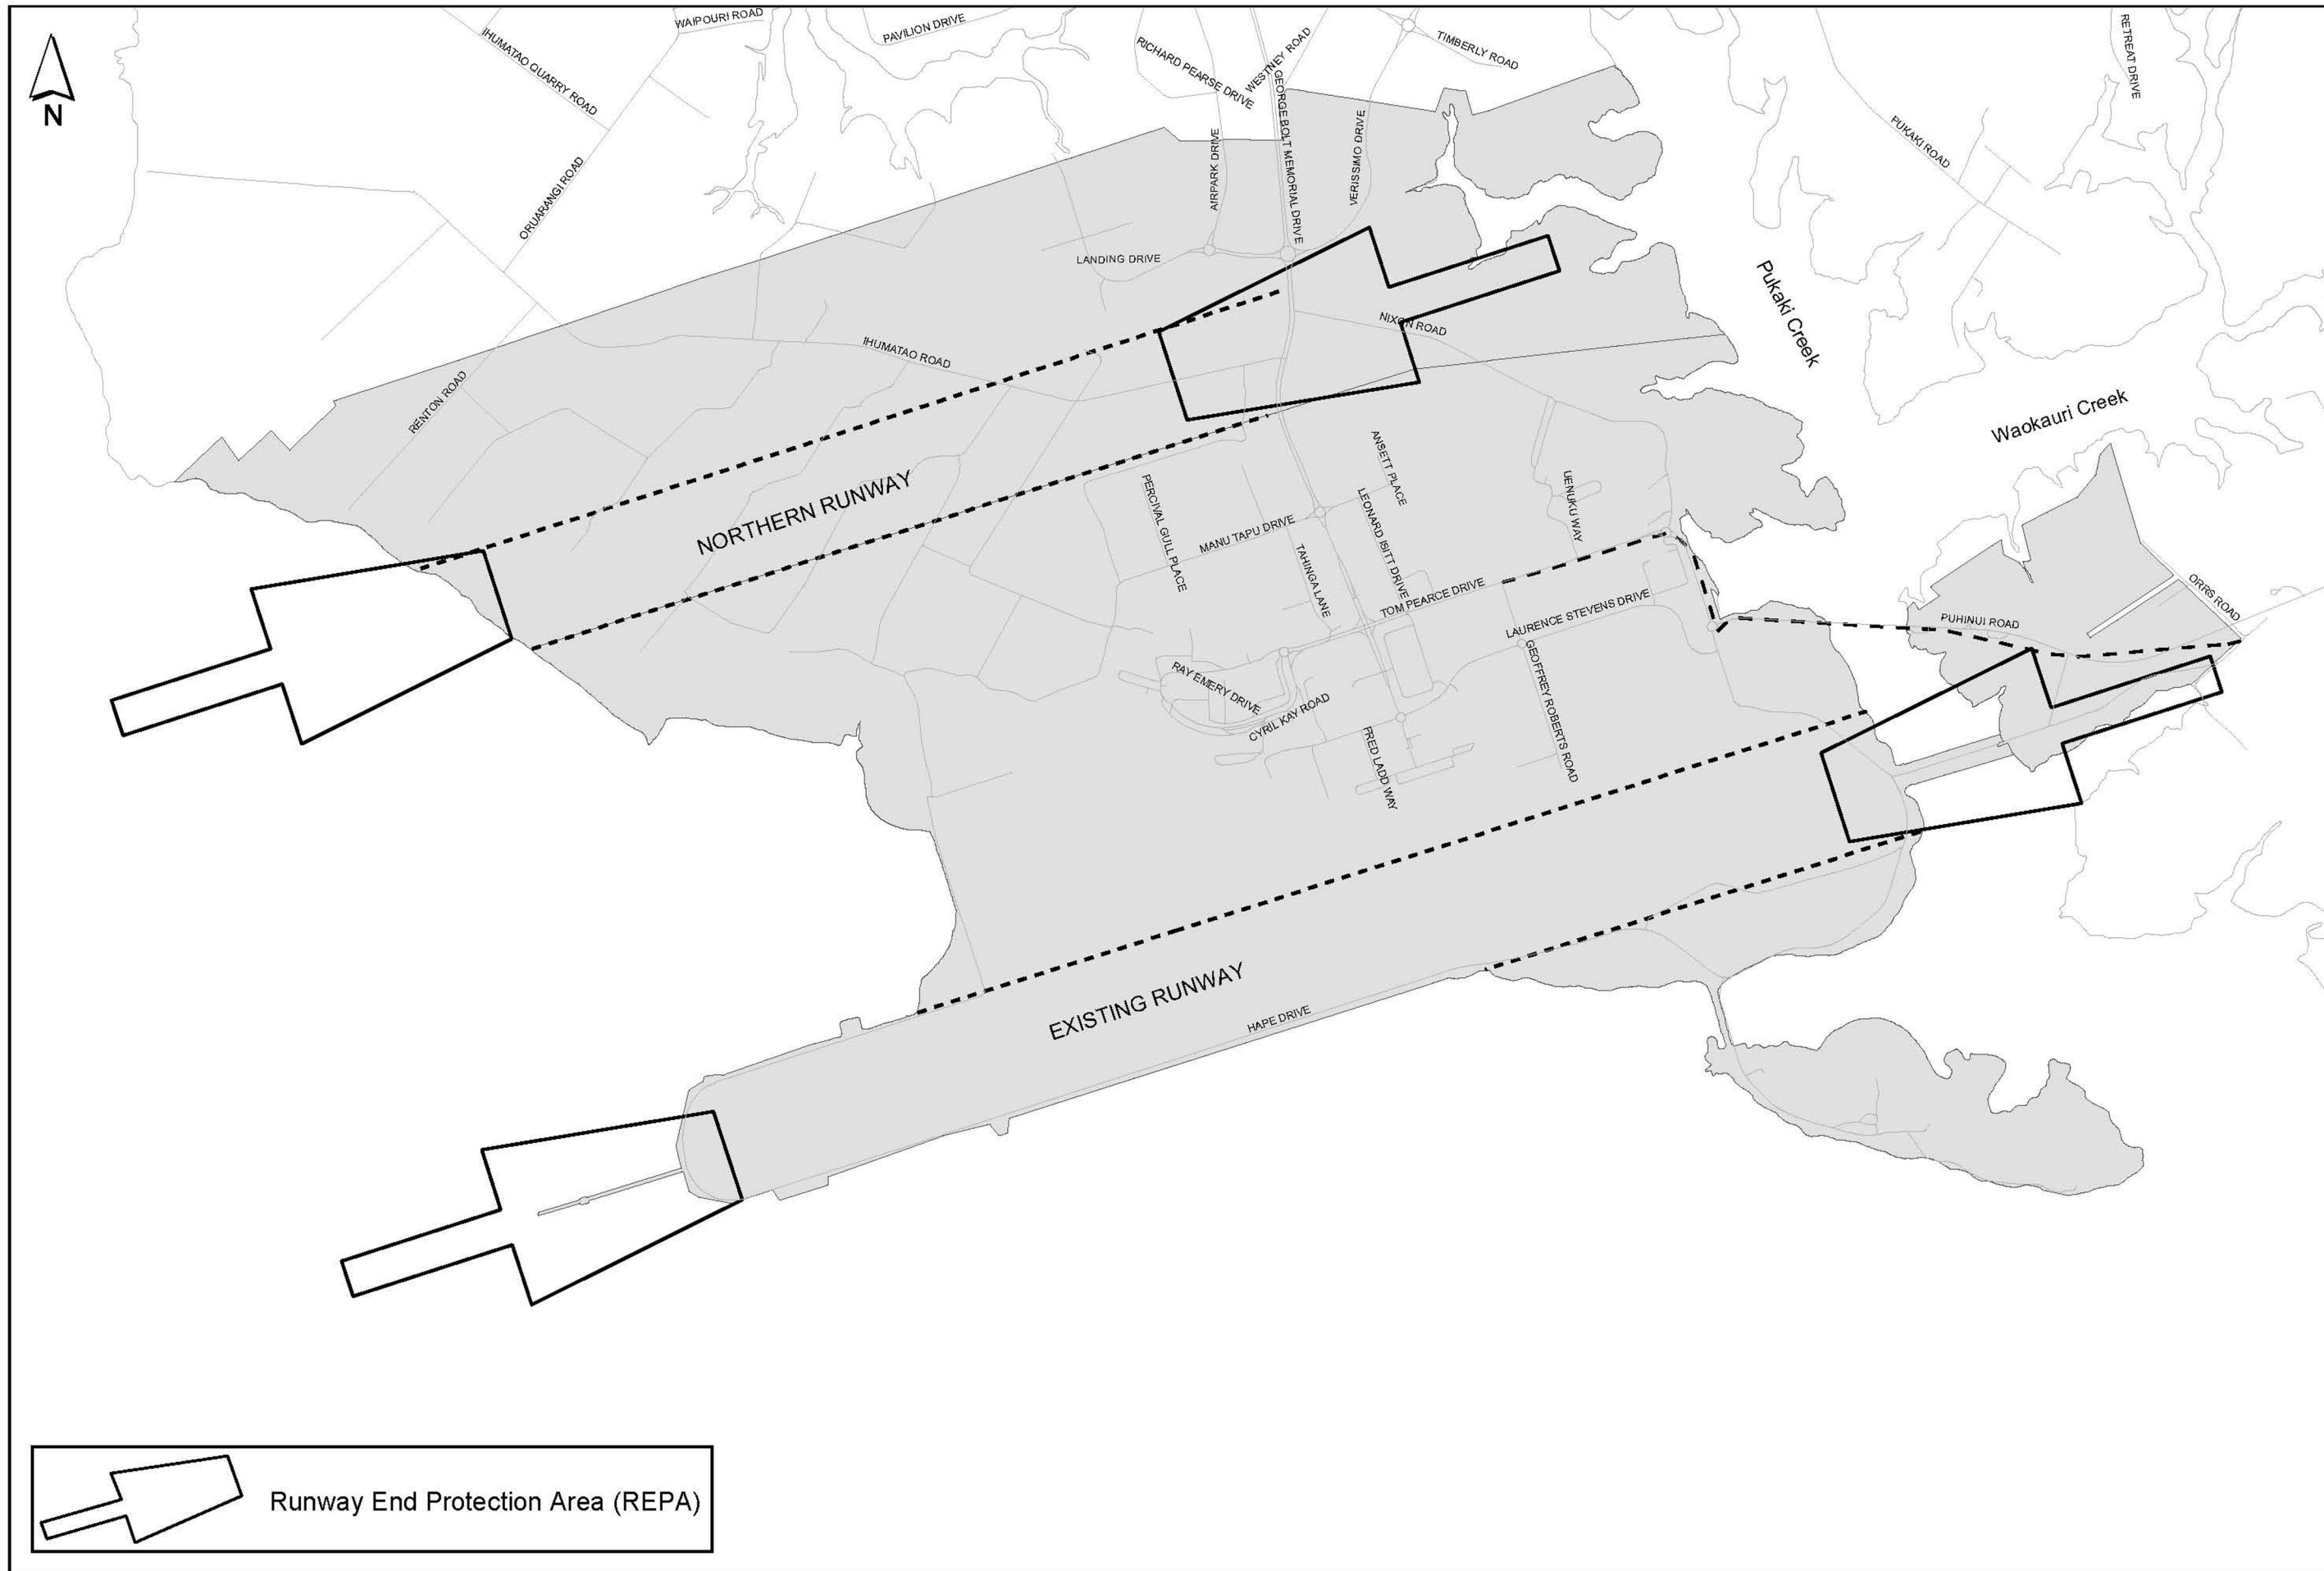 WAIPOURI ROAD
PAVILION DRIVE
IHUMATAO QUARRY ROAD
RICHARD PEARSE DRIVE
WESTNEY ROAD
TIMBERLY ROAD
RETREAT DRIVE
N
GEORGE BOLT MEMORIAL DRIVE
AIRPARK DRIVE
VERISSIMO DRIVE
PUKAKI ROAD
ORUARANGI ROAD
LANDING DRIVE
Pukaki Creek
NIXON ROAD
IHUMATAO ROAD
RENTON ROAD
Waokauri Creek
NORTHERN RUNWAY
PERCIVAL GULL PLACE
MANU TAPU DRIVE
ANSETT PLACE
LEONARD ISITT DRIVE
UENUKU WAY
TAHINGA LANE
TOM PEARCE DRIVE
LAURENCE STEVENS DRIVE
PUHINUI ROAD
ORRS ROAD
RAY EMERY DRIVE
CYRIL KAY ROAD
GEOFFREY ROBERTS ROAD
FRED LADD WAY
EXISTING RUNWAY
HAPE DRIVE
Runway End Protection Area (REPA)